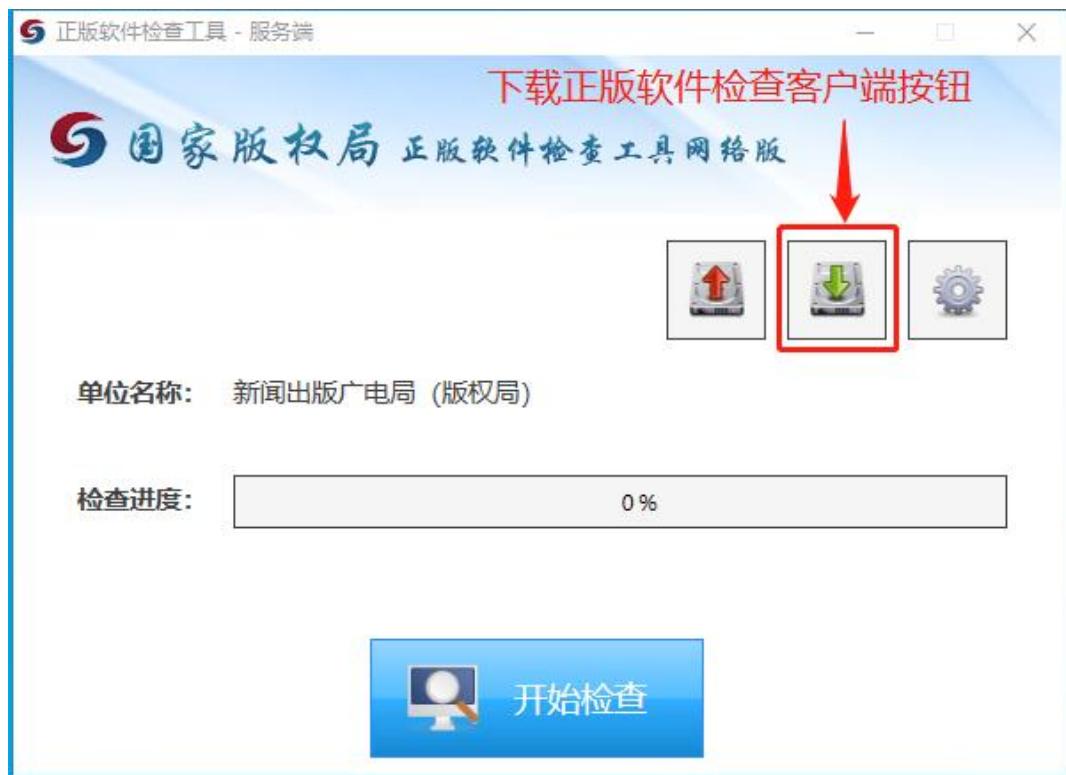 正版软件检查工具 - 服务端
下载正版软件检查客户端按钮
国家版权局 正版软件检查工具网络版
单位名称: 新闻出版广电局 (版权局)
检查进度: 0%
开始检查